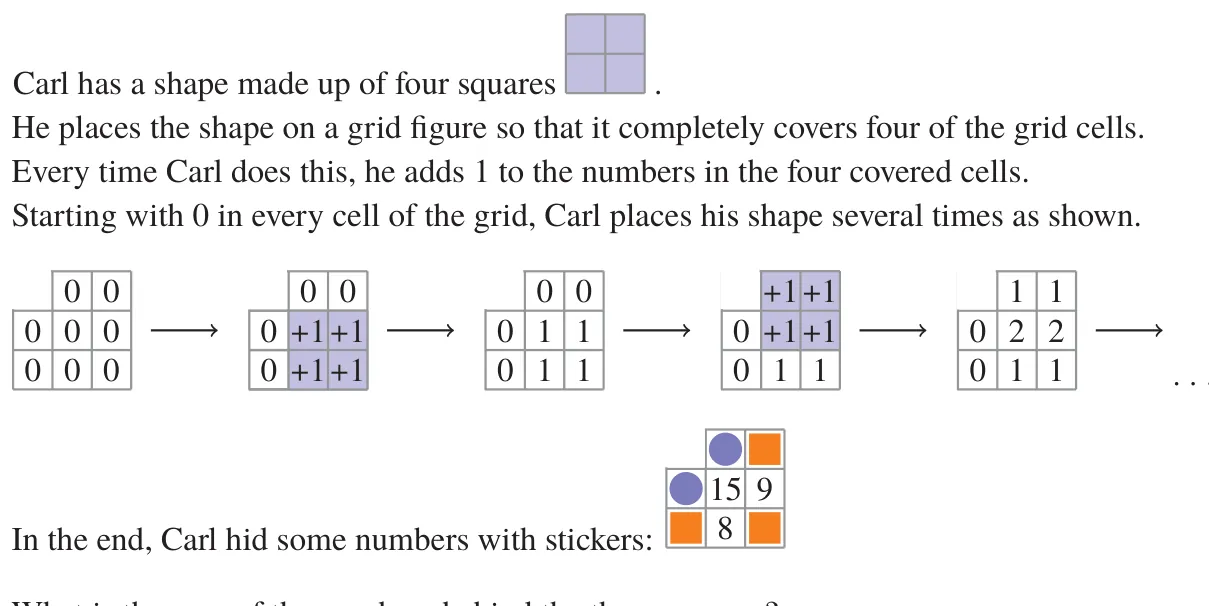 Carl has a shape made up of four squares .
He places the shape on a grid figure so that it completely covers four of the grid cells.
Every time Carl does this, he adds 1 to the numbers in the four covered cells.
Starting with 0 in every cell of the grid, Carl places his shape several times as shown.
0 0 0 0 0 0 +1 +1 1 1
0 0 0 0 +1 +1 0 1 1 0 +1 +1 0 2 2
0 0 0 0 +1 +1 0 1 1 0 1 1 0 1 1 ...
15 9
In the end, Carl hid some numbers with stickers: 8